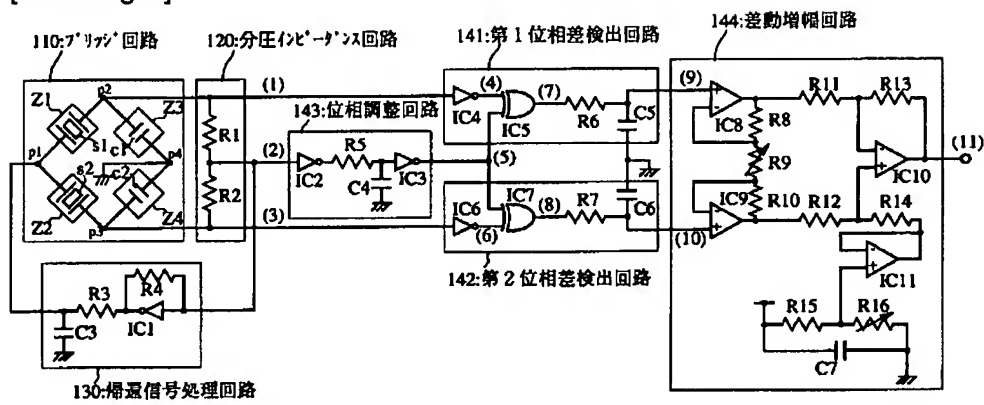 110:ブリッジ回路
120:分圧インピーダンス回路
141:第1位相差検出回路
144:差動増幅回路
p2
Z1
Z3
s1
c1
p1
p4
s2
c2
Z2
Z4
p3
(1)
R1
(2)
R2
(3)
143:位相調整回路
IC2
R5
C4
IC3
(4)
IC4
IC5
(7)
R6
C5
(5)
IC6
(6)
IC7
(8)
R7
C6
142:第2位相差検出回路
(9)
IC8
R8
R9
IC9
R10
(10)
R11
R13
IC10
(11)
R12
R14
IC11
R15
R16
C7
R4
R3
IC1
C3
130:帰還信号処理回路